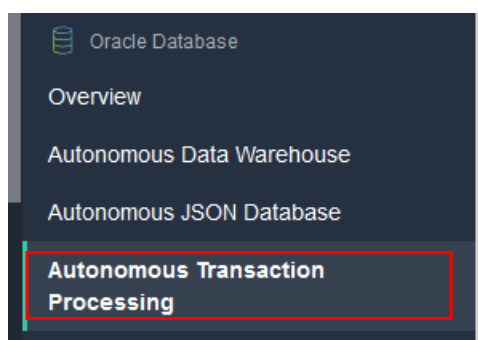 Oracle Database
Overview
Autonomous Data Warehouse
Autonomous JSON Database
Autonomous Transaction
Processing